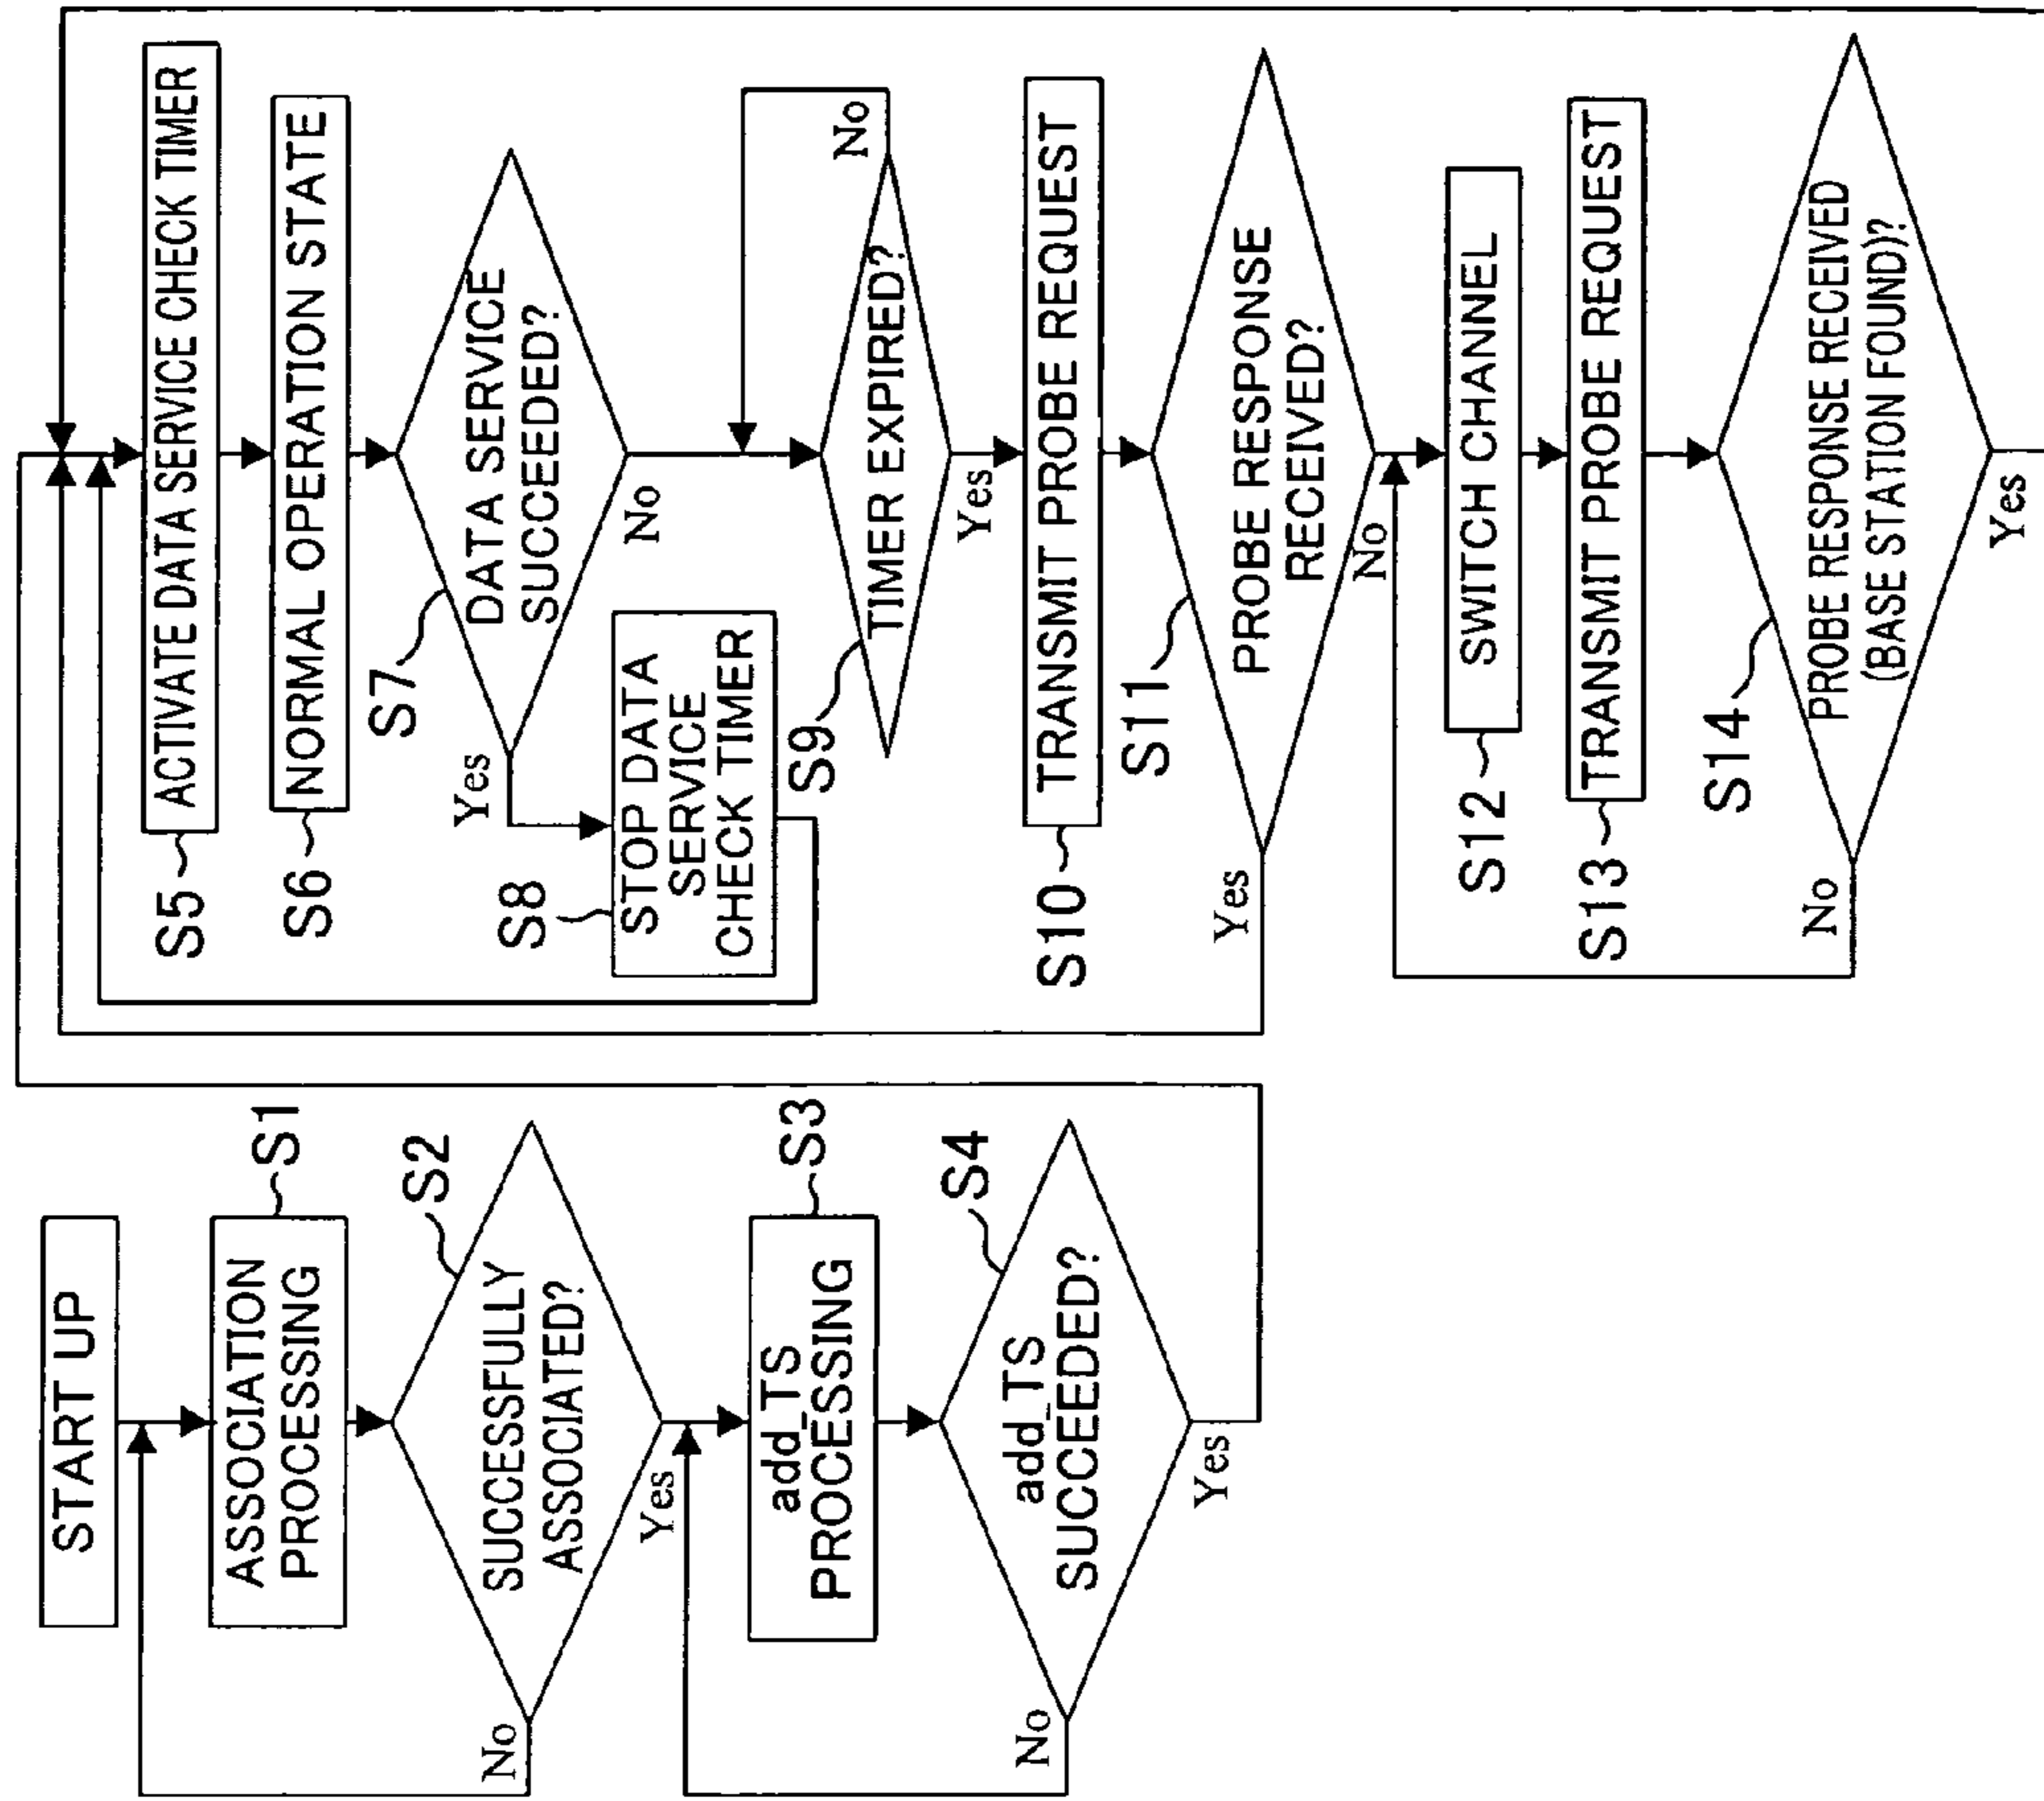 START UP
ASSOCIATION
PROCESSING
S1
SUCCESSFULLY
ASSOCIATED?
S2
No
Yes
add_TS
PROCESSING
S3
add_TS
SUCCEEDED?
S4
No
Yes
S5
ACTIVATE DATA SERVICE CHECK TIMER
S6
NORMAL OPERATION STATE
S7
DATA SERVICE
SUCCEEDED?
Yes
No
S8
STOP DATA
SERVICE
CHECK TIMER
S9
TIMER EXPIRED?
No
Yes
S10
TRANSMIT PROBE REQUEST
S11
PROBE RESPONSE
RECEIVED?
Yes
No
S12
SWITCH CHANNEL
S13
TRANSMIT PROBE REQUEST
S14
PROBE RESPONSE RECEIVED
(BASE STATION FOUND)?
No
Yes